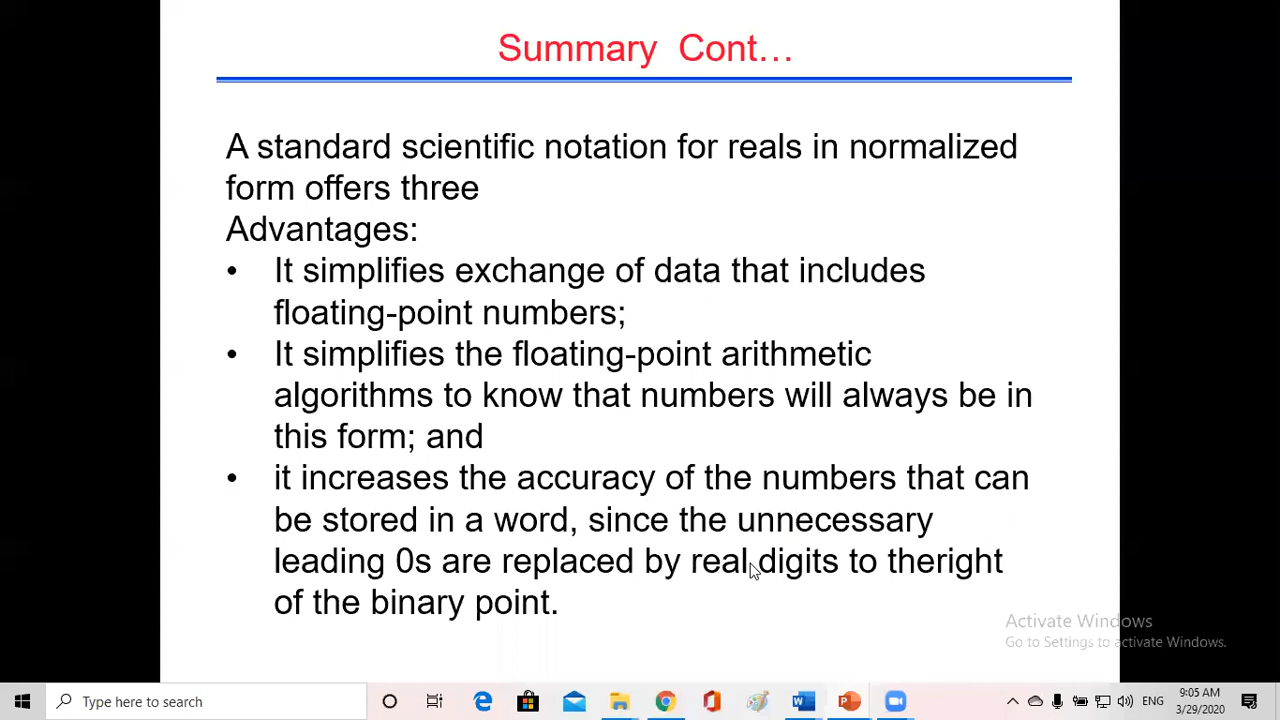 Summary Cont…
A standard scientific notation for reals in normalized
form offers three
Advantages:
• It simplifies exchange of data that includes
floating-point numbers;
• It simplifies the floating-point arithmetic
algorithms to know that numbers will always be in
this form; and
• it increases the accuracy of the numbers that can
be stored in a word, since the unnecessary
leading 0s are replaced by real digits to theright
of the binary point.
Activate Windows
Go to Settings to activate Windows.
Type here to search
ENG
9:05 AM
3/29/2020